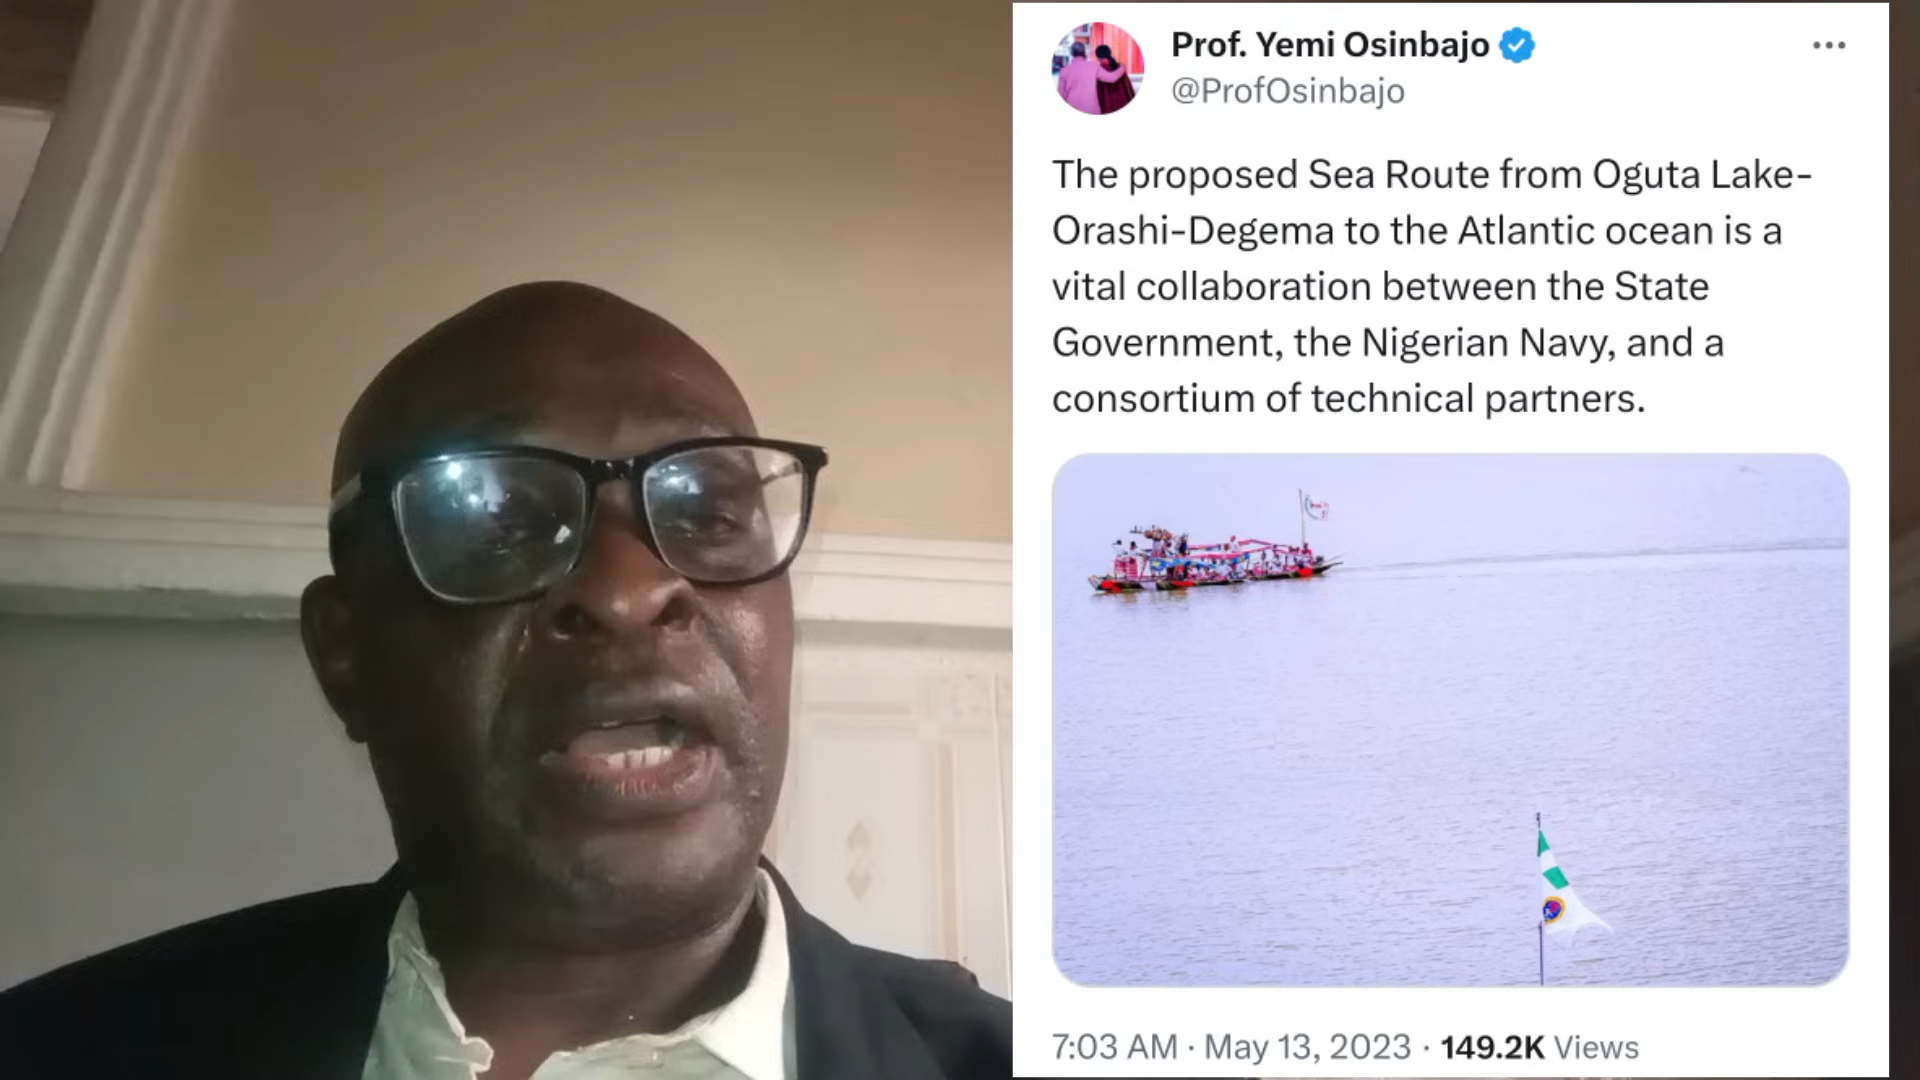 Prof. Yemi Osinbajo
@ProfOsinbajo
The proposed Sea Route from Oguta Lake-
Orashi-Degema to the Atlantic ocean is a
vital collaboration between the State
Government, the Nigerian Navy, and a
consortium of technical partners.
7:03 AM · May 13, 2023 · 149.2K Views